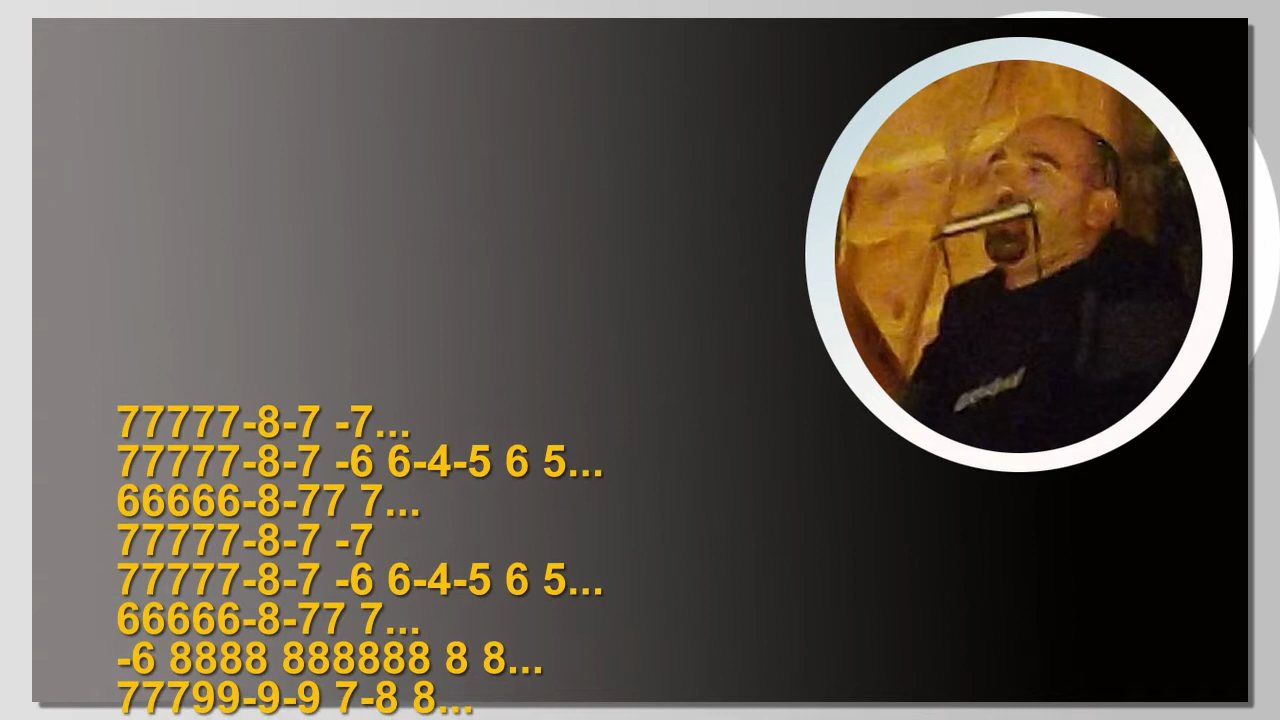 77777-8-7 -7...
77777-8-7 -6 6-4-5 6 5...
66666-8-77 7...
77777-8-7 -7
77777-8-7 -6 6-4-5 6 5...
66666-8-77 7...
-6 8888 888888 8 8...
77799-9-9 7-8 8...